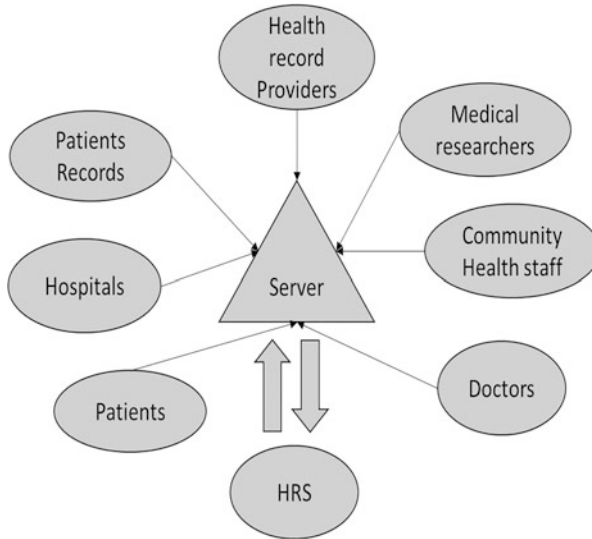 Health
record
Providers
Patients
Records
Medical
researchers
Hospitals
Server
Community
Health staff
Patients
Doctors
HRS